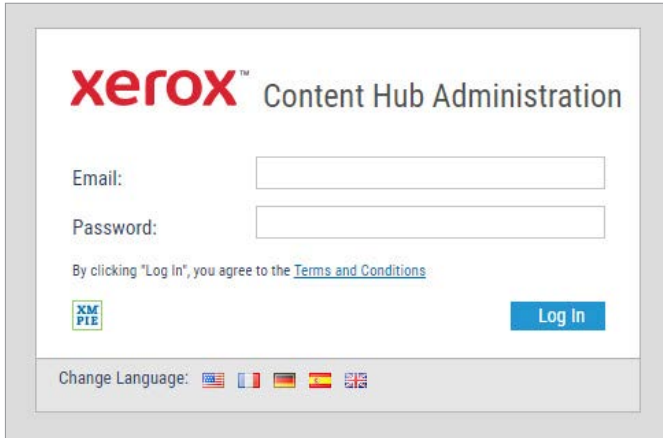 xerox™ Content Hub Administration
Email:
Password:
By clicking "Log In", you agree to the Terms and Conditions
XM
PIE
Log In
Change Language: